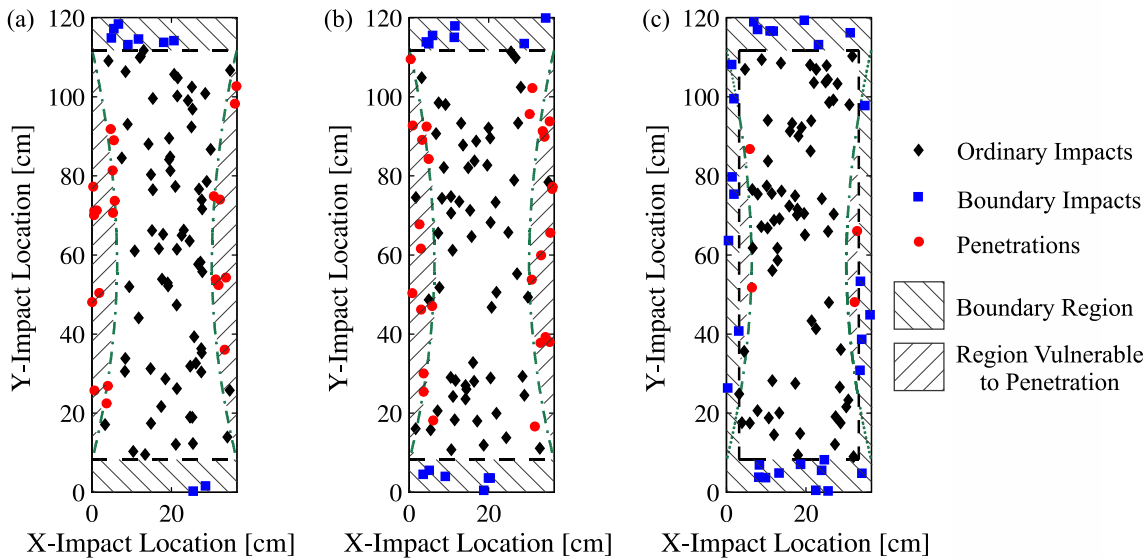 (a)
120
100
80
60
40
20
0
Y-Impact Location [cm]
0
20
X-Impact Location [cm]
(b)
120
100
80
60
40
20
0
Y-Impact Location [cm]
0
20
X-Impact Location [cm]
(c)
120
100
80
60
40
20
0
Y-Impact Location [cm]
0
20
X-Impact Location [cm]
Ordinary Impacts
Boundary Impacts
Penetrations
Boundary Region
Region Vulnerable
to Penetration